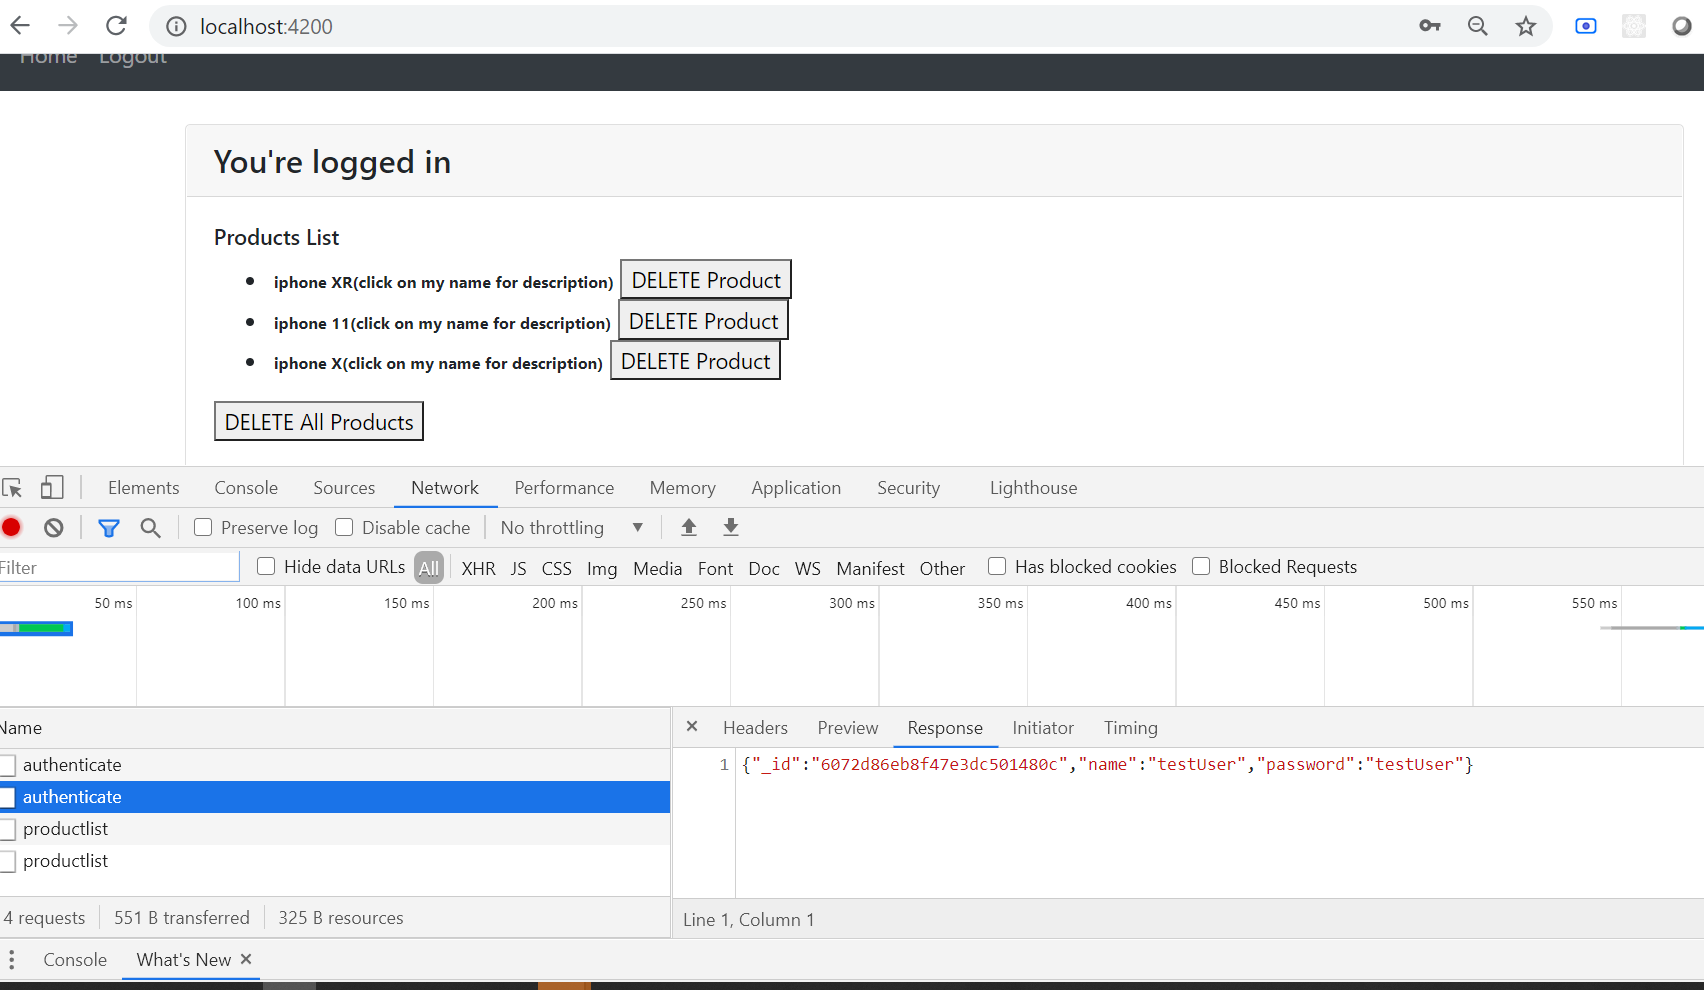 localhost:4200
Home Logout
You're logged in
Products List
iphone XR(click on my name for description) DELETE Product
iphone 11(click on my name for description) DELETE Product
iphone X(click on my name for description) DELETE Product
DELETE All Products
Elements Console Sources Network Performance Memory Application Security Lighthouse
Preserve log Disable cache No throttling
Filter Hide data URLs All XHR JS CSS Img Media Font Doc WS Manifest Other Has blocked cookies Blocked Requests
50 ms 100 ms 150 ms 200 ms 250 ms 300 ms 350 ms 400 ms 450 ms 500 ms 550 ms
Name Headers Preview Response Initiator Timing
authenticate 1 {"_id":"6072d86eb8f47e3dc501480c","name":"testUser","password":"testUser"}
authenticate
productlist
productlist
4 requests 551 B transferred 325 B resources Line 1, Column 1
Console What's New